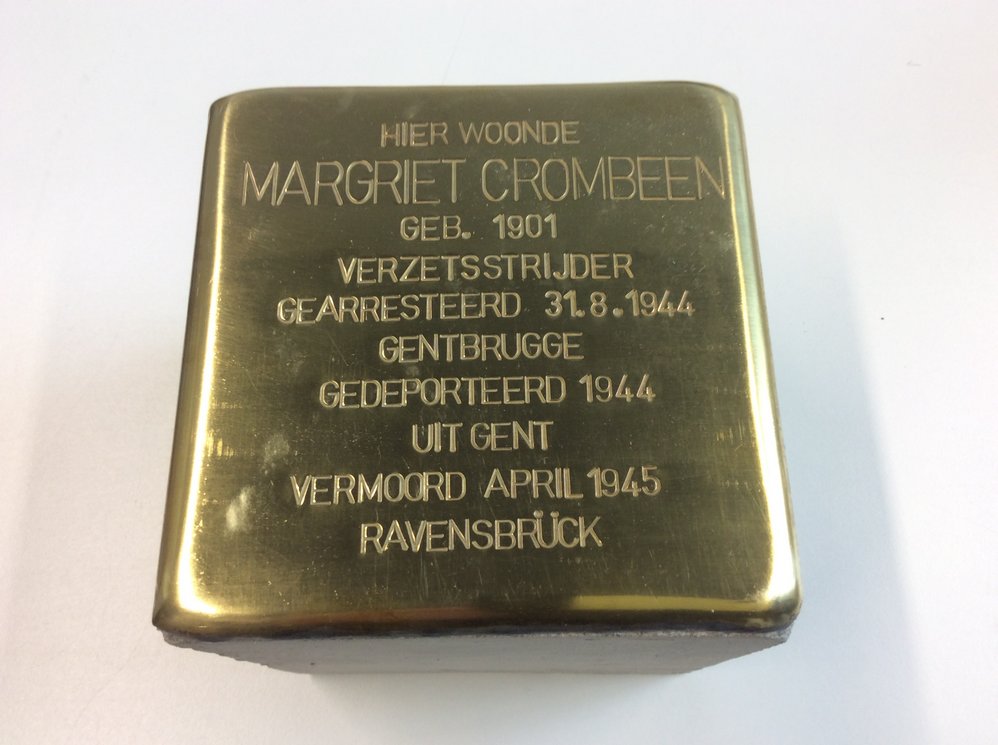 HIER WOONDE
MARGRIET CROMBEEN
GEB. 1901
VERZETSSTRIJDER
GEARRESTEERD 31.8.1944
GENTBRUGGE
GEDEPORTEERD 1944
UIT GENT
VERMOORD APRIL 1945
RAVENSBRÜCK